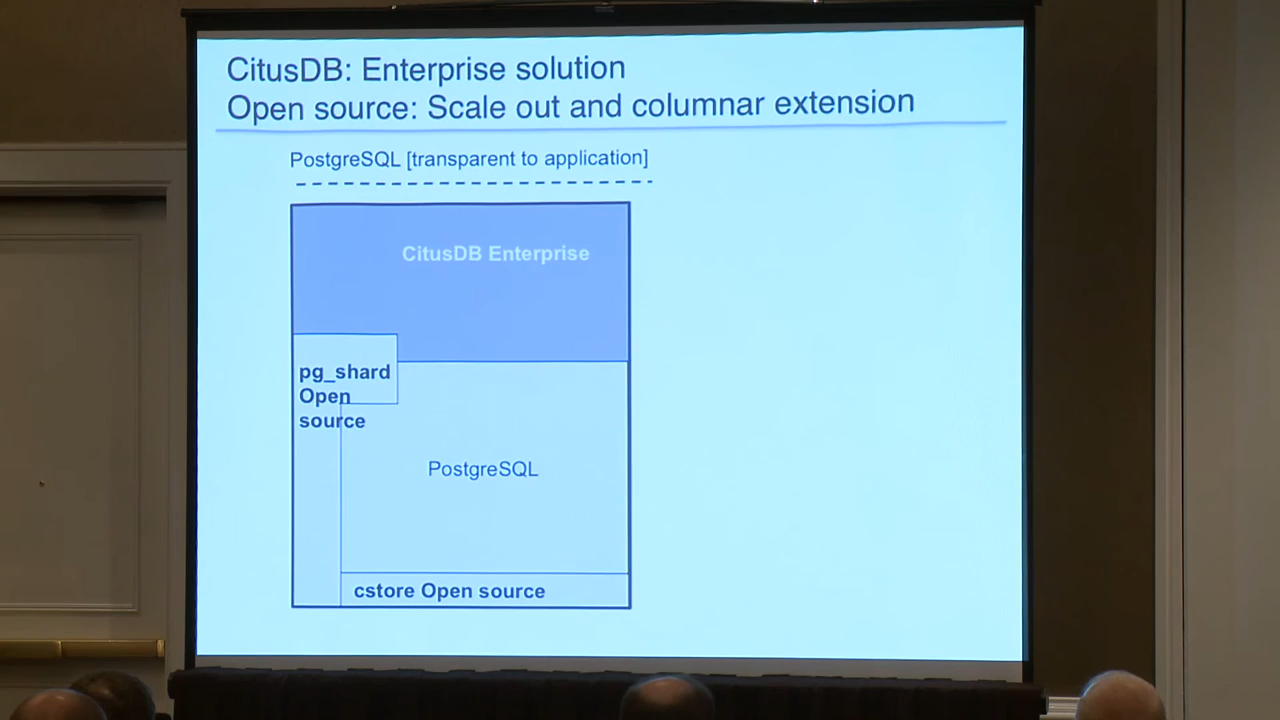 CitusDB: Enterprise solution
Open source: Scale out and columnar extension
PostgreSQL [transparent to application]
CitusDB Enterprise
pg_shard
Open
source
PostgreSQL
cstore Open source